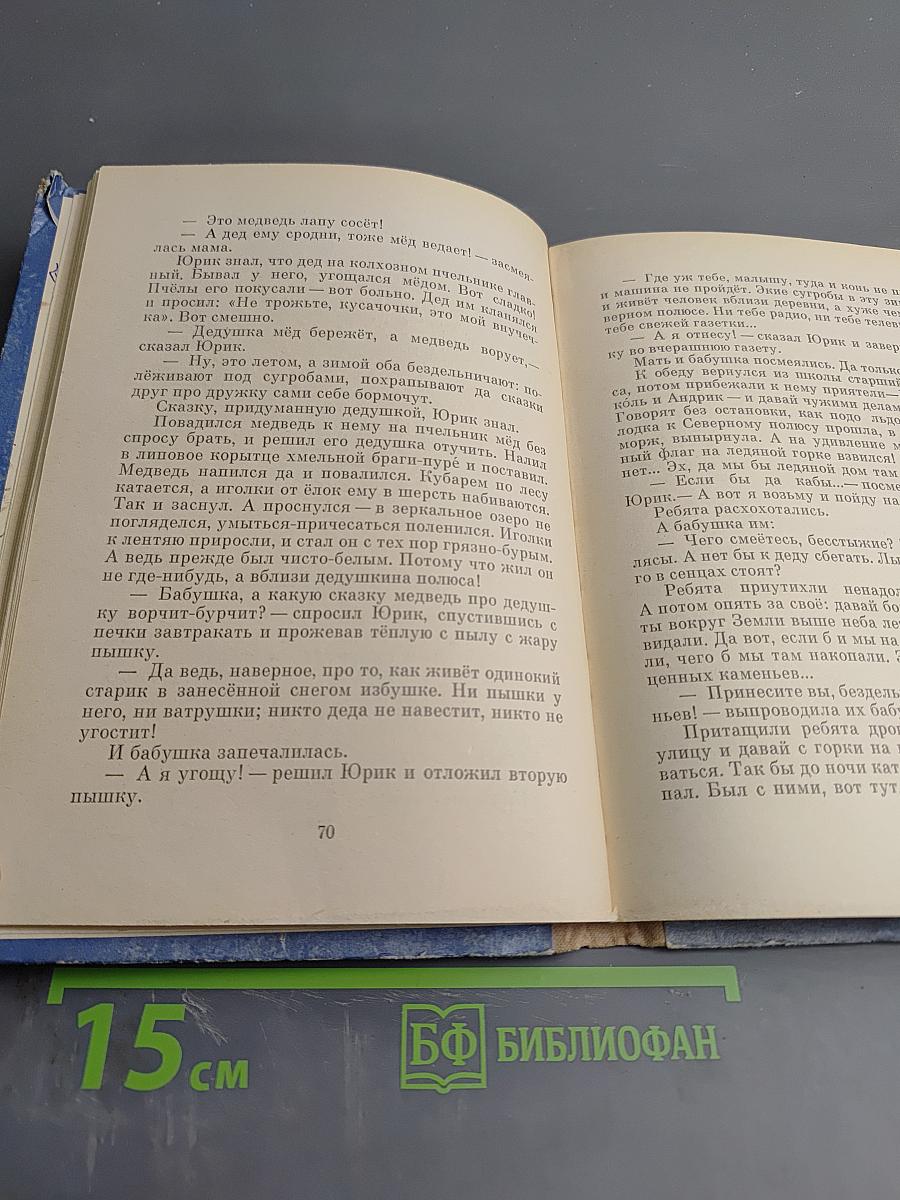 — Это медведь лапу сосёт!
— А дед ему сродни, тоже мёд ведает! — засмея-
лась мама.
Юрик знал, что дед на колхозном пчельнике глав-
ный. Бывал у него, угощался мёдом. Вот сладко!
Пчёлы его покусали — вот больно. Дед им кланялся
и просил: «Не трожьте, кусачочки, это мой внучеч-
ка». Вот смешно.
— Дедушка мёд бережёт, а медведь ворует,—
сказал Юрик.
— Ну, это летом, а зимой оба бездельничают: по-
лёживают под сугробами, похрапывают да сказки
друг про дружку сами себе бормочут.
Сказку, придуманную дедушкой, Юрик знал.
Повадился медведь к нему на пчельник мёд без
спросу брать, и решил его дедушка отучить. Налил
в липовое корытце хмельной браги-пуре́ и поставил.
Медведь напился да и повалился. Кубарем по лесу
катается, а иголки от ёлок ему в шерсть набиваются.
Так и заснул. А проснулся — в зеркальное озеро не
погляделся, умыться-причесаться поленился. Иголки
к лентяю приросли, и стал он с тех пор грязно-бурым.
А ведь прежде был чисто-белым. Потому что жил он
не где-нибудь, а вблизи дедушкина полюса!
— Бабушка, а какую сказку медведь про дедуш-
ку ворчит-бурчит? — спросил Юрик, спустившись с
печки завтракать и прожевав тёплую с пылу с жару
пышку.
— Да ведь, наверное, про то, как живёт одинокий
старик в занесённой снегом избушке. Ни пышки у
него, ни ватрушки; никто деда не навестит, никто не
угостит!
И бабушка запечалилась.
— А я угощу! — решил Юрик и отложил вторую
пышку.
70
— Где уж тебе, малышу, туда и конь не п
и машина не пройдёт. Экие сугробы в эту зим
и живёт человек вблизи деревни, а хуже чем
верном полюсе. Ни тебе радио, ни тебе телев
тебе свежей газетки...
— А я отнесу! — сказал Юрик и завер
ку во вчерашнюю газету.
Мать и бабушка посмеялись. Да только
К обеду вернулся из школы старший
са, потом прибежали к нему приятели —
ко́ль и Андрик — и давай чужими делам
Говорят без остановки, как подо льдо
лодка к Северному полюсу прошла, в
морж, вынырнула. А на удивление м
ный флаг на ледяной горке взвился!
нет... Эх, да мы бы ледяной дом там
— Если бы да кабы...— посме
Юрик.— А вот я возьму и пойду на
Ребята расхохотались.
А бабушка им:
— Чего смеётесь, бесстыжие?
лясы. А нет бы к деду сбегать. Лы
го в сенцах стоят?
Ребята приутихли ненадол
А потом опять за своё: давай бо
ты вокруг Земли выше неба ле
видали. Да вот, если б и мы на
ли, чего б мы там накопали. З
ценных каменьев...
— Принесите вы, бездель
ньев! — выпроводила их баб
Притащили ребята дро
улицу и давай с горки на
ваться. Так бы до ночи кат
пал. Был с ними, вот тут
15 см
БФ БИБЛИОФАН